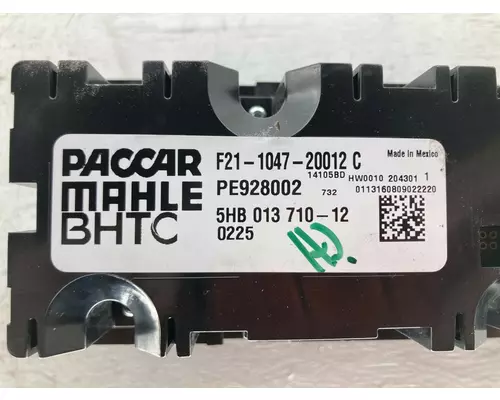 PACCAR
MAHLE
BHTC
F21-1047-20012 C
14105BD
PE928002
732
5HB 013 710-12
0225
Made in Mexico
HW0010 204301 1
0113160809022220